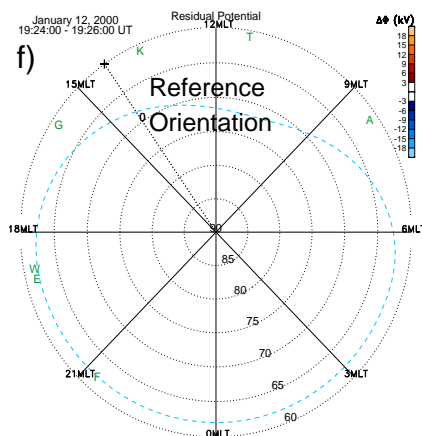 January 12, 2000
19:24:00 - 19:26:00 UT
Residual Potential
12MLT
ΔΦ (kV)
f)
K
T
18
15
12
9
6
3
-3
-6
-9
-12
-15
-18
15MLT
Reference
9MLT
0
Orientation
G
A
18MLT
90
6MLT
W
E
85
80
75
70
21MLT
F
3MLT
65
60
0MLT